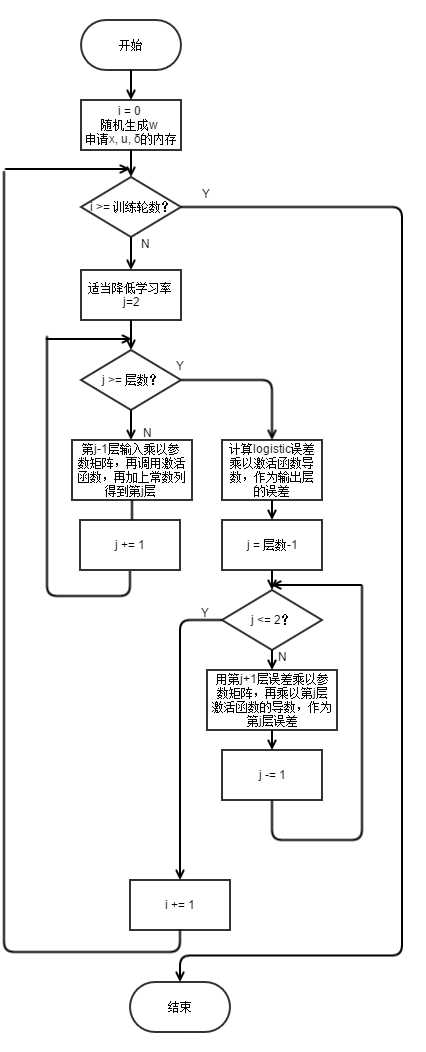 开始
i = 0
随机生成w
申请x, u, δ的内存
i >= 训练轮数?
Y
N
适当降低学习率
j=2
j >= 层数?
Y
N
第j-1层输入乘以参
数矩阵，再调用激活
函数，再加上常数列
得到第j层
j += 1
计算logistic误差
乘以激活函数导
数，作为输出层
的误差
j = 层数-1
j <= 2?
Y
N
用第j+1层误差乘以参
数矩阵，再乘以第j层
激活函数的导数，作为
第j层误差
j -= 1
i += 1
结束